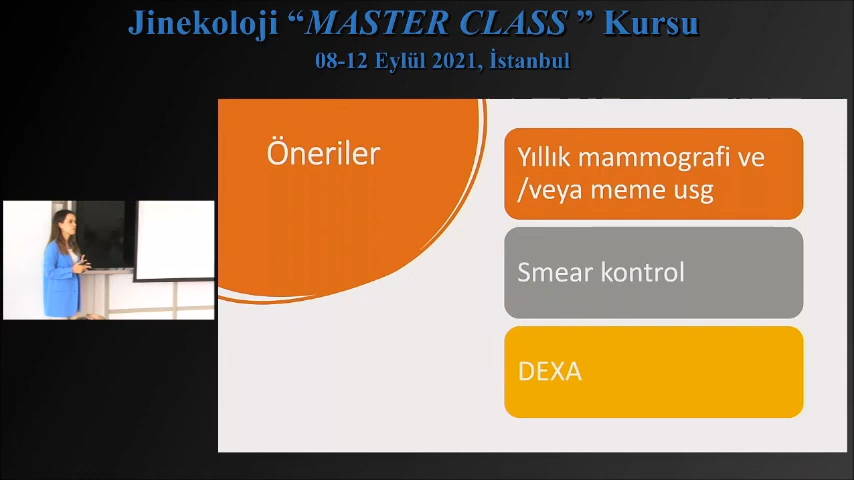 Jinekoloji “MASTER CLASS ” Kursu
08-12 Eylül 2021, İstanbul
Öneriler
Yıllık mammografi ve
/veya meme usg
Smear kontrol
DEXA